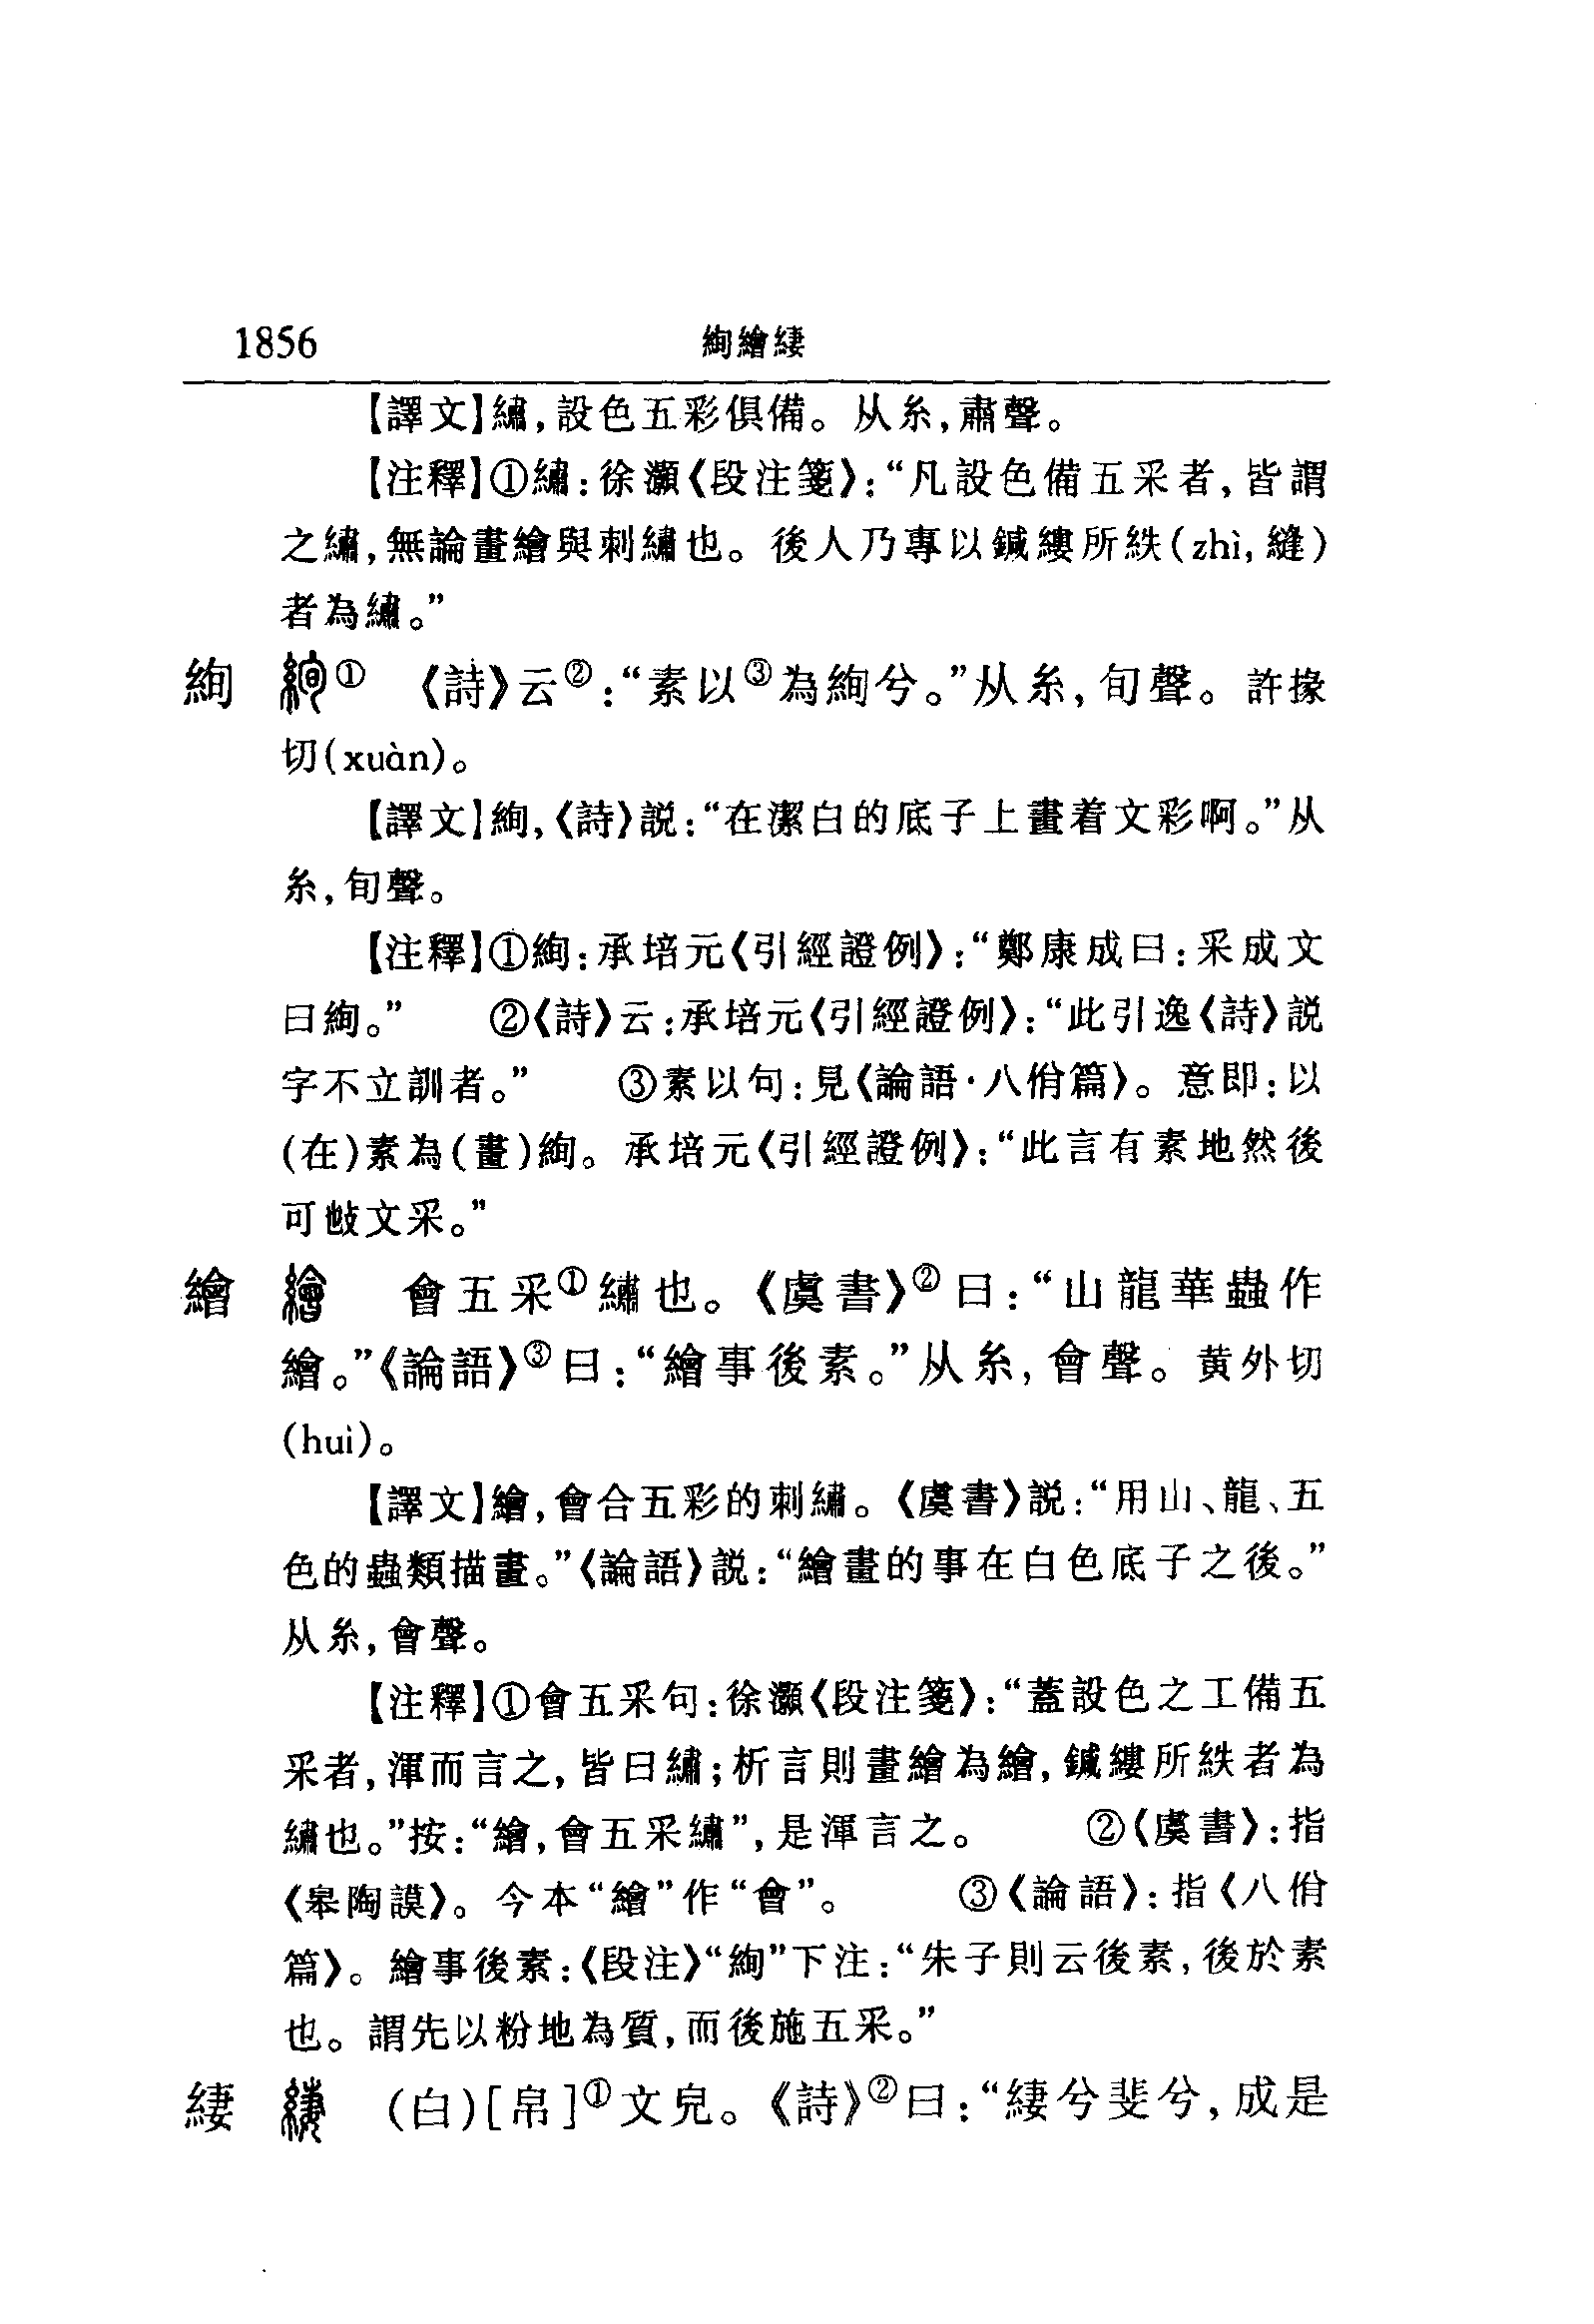 1856 絢繪縷
【譯文】繡,設色五彩俱備。从糸,肅聲。
【注釋】①繡:徐灝《段注箋》:“凡設色備五采者,皆謂
之繡,無論畫繪與刺繡也。後人乃專以鍼縷所紩(zhì,縫)
者為繡。”
絢 ① 《詩》云②:“素以③為絢兮。”从糸,旬聲。許掾
切(xuàn)。
【譯文】絢,《詩》説:“在潔白的底子上畫着文彩啊。”从
糸,旬聲。
【注釋】①絢:承培元《引經證例》:“鄭康成曰:采成文
曰絢。” ②《詩》云:承培元《引經證例》:“此引逸《詩》説
字不立訓者。” ③素以句:見《論語·八佾篇》。意即:以
(在)素為(畫)絢。承培元《引經證例》:“此言有素地然後
可㪗文采。”
繪 會五采①繡也。《虞書》②曰:“山龍華蟲作
繪。”《論語》③曰:“繪事後素。”从糸,會聲。黄外切
(huì)。
【譯文】繪,會合五彩的刺繡。《虞書》説:“用山、龍、五
色的蟲類描畫。”《論語》説:“繪畫的事在白色底子之後。”
从糸,會聲。
【注釋】①會五采句:徐灝《段注箋》:“蓋設色之工備五
采者,渾而言之,皆曰繡;析言則畫繪為繪,鍼縷所紩者為
繡也。”按:“繪,會五采繡”,是渾言之。 ②《虞書》:指
《皋陶謨》。今本“繪”作“會”。 ③《論語》:指《八佾
篇》。繪事後素:《段注》“絢”下注:“朱子則云後素,後於素
也。謂先以粉地為質,而後施五采。”
緀 (白)[帛]①文皃。《詩》②曰:“緀兮斐兮,成是